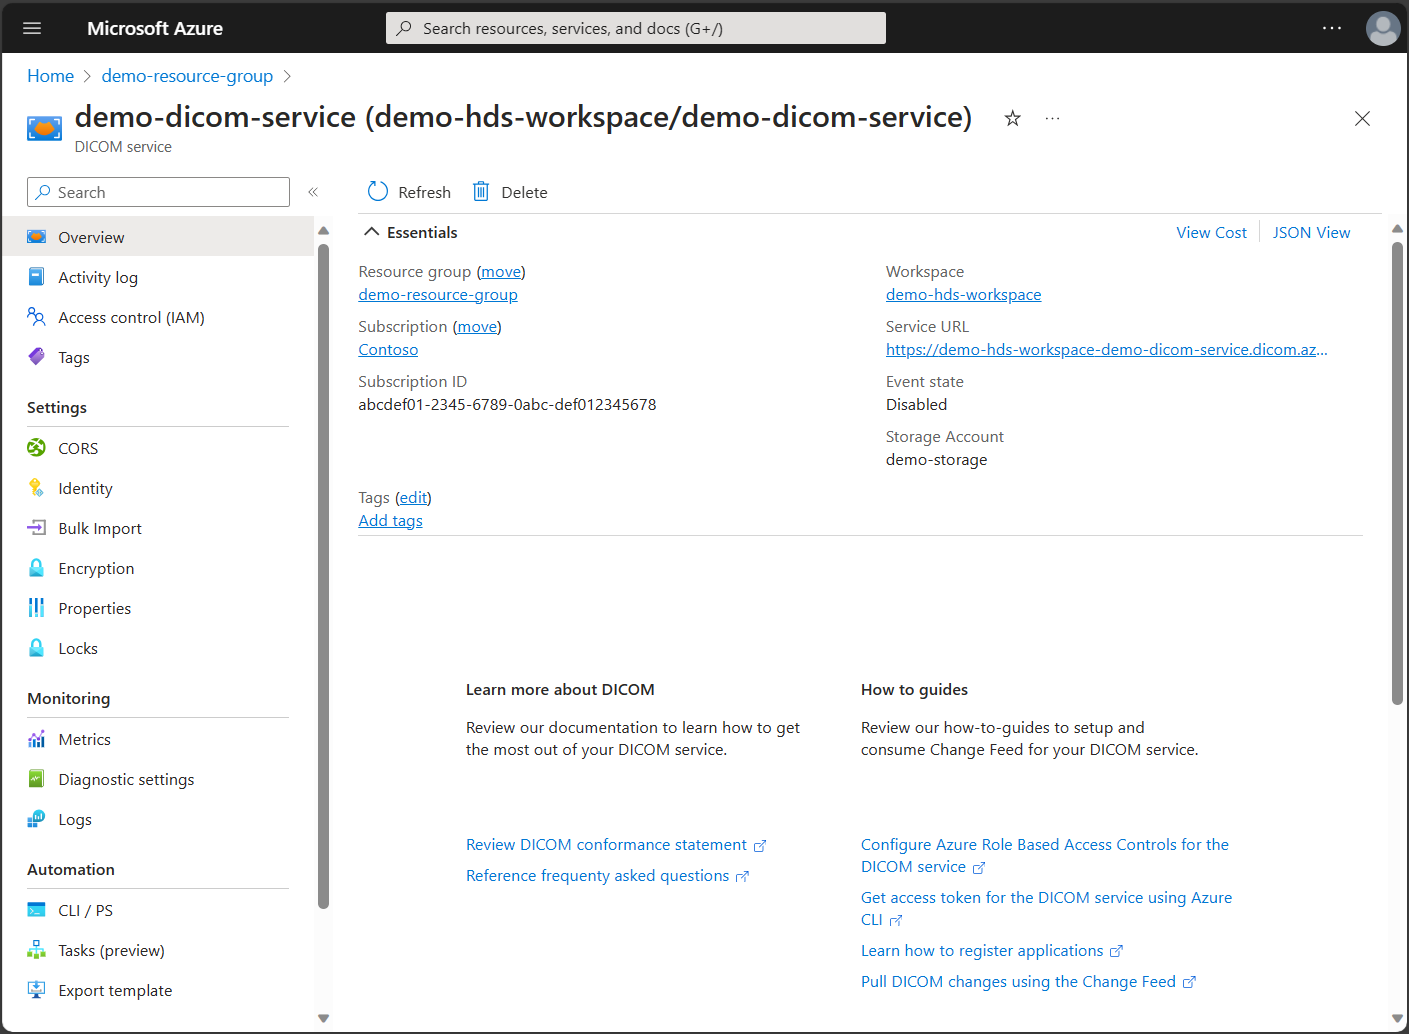 Microsoft Azure
Search resources, services, and docs (G+/)
...
Home > demo-resource-group >
demo-dicom-service (demo-hds-workspace/demo-dicom-service)
...
DICOM service
Search
«
Overview
Activity log
Access control (IAM)
Tags
Settings
CORS
Identity
Bulk Import
Encryption
Properties
Locks
Monitoring
Metrics
Diagnostic settings
Logs
Automation
CLI / PS
Tasks (preview)
Export template
Refresh
Delete
Essentials
View Cost
JSON View
Resource group (move)
demo-resource-group
Subscription (move)
Contoso
Subscription ID
abcdef01-2345-6789-0abc-def012345678
Workspace
demo-hds-workspace
Service URL
https://demo-hds-workspace-demo-dicom-service.dicom.az...
Event state
Disabled
Storage Account
demo-storage
Tags (edit)
Add tags
Learn more about DICOM
Review our documentation to learn how to get
the most out of your DICOM service.
Review DICOM conformance statement
Reference frequenty asked questions
How to guides
Review our how-to-guides to setup and
consume Change Feed for your DICOM service.
Configure Azure Role Based Access Controls for the
DICOM service
Get access token for the DICOM service using Azure
CLI
Learn how to register applications
Pull DICOM changes using the Change Feed